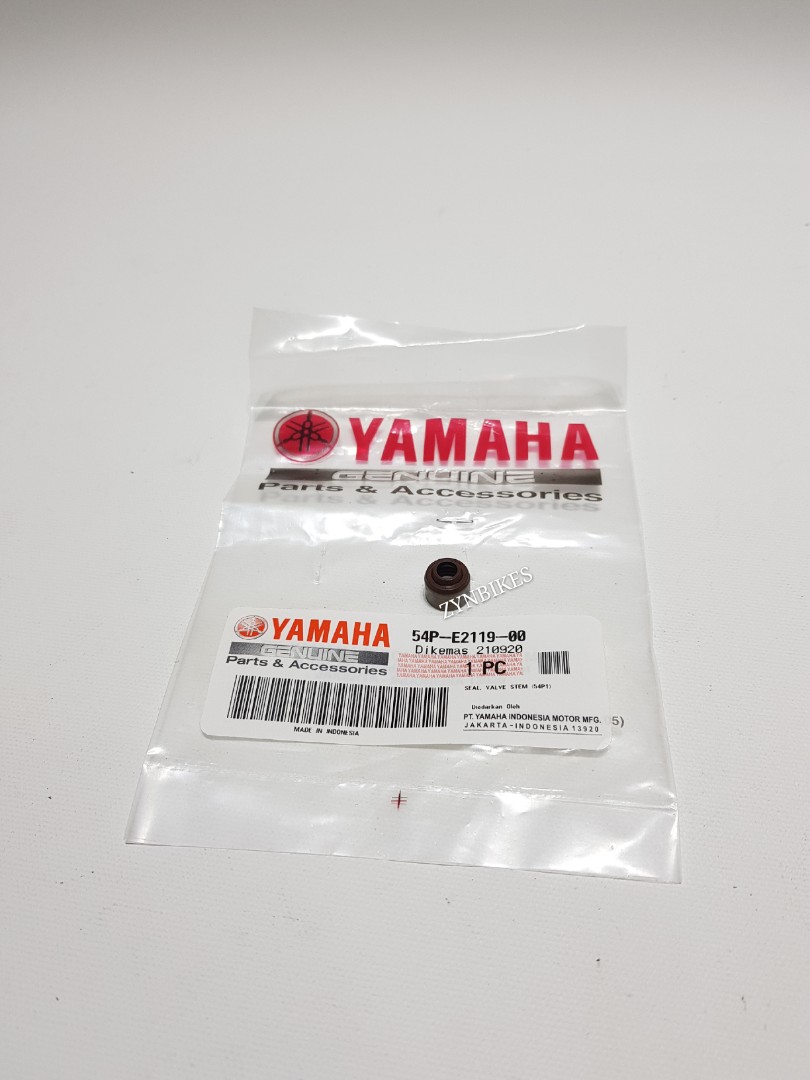 YAMAHA
GENUINE
Parts & Accessories
ZYNBIKES
YAMAHA
GENUINE
Parts & Accessories
54P-E2119-00
Dikemas 210920
1 PC
SEAL, VALVE STEM (54P1)
Diedarkan Oleh
PT. YAMAHA INDONESIA MOTOR MFG.
JAKARTA-INDONESIA 13920
MADE IN INDONESIA